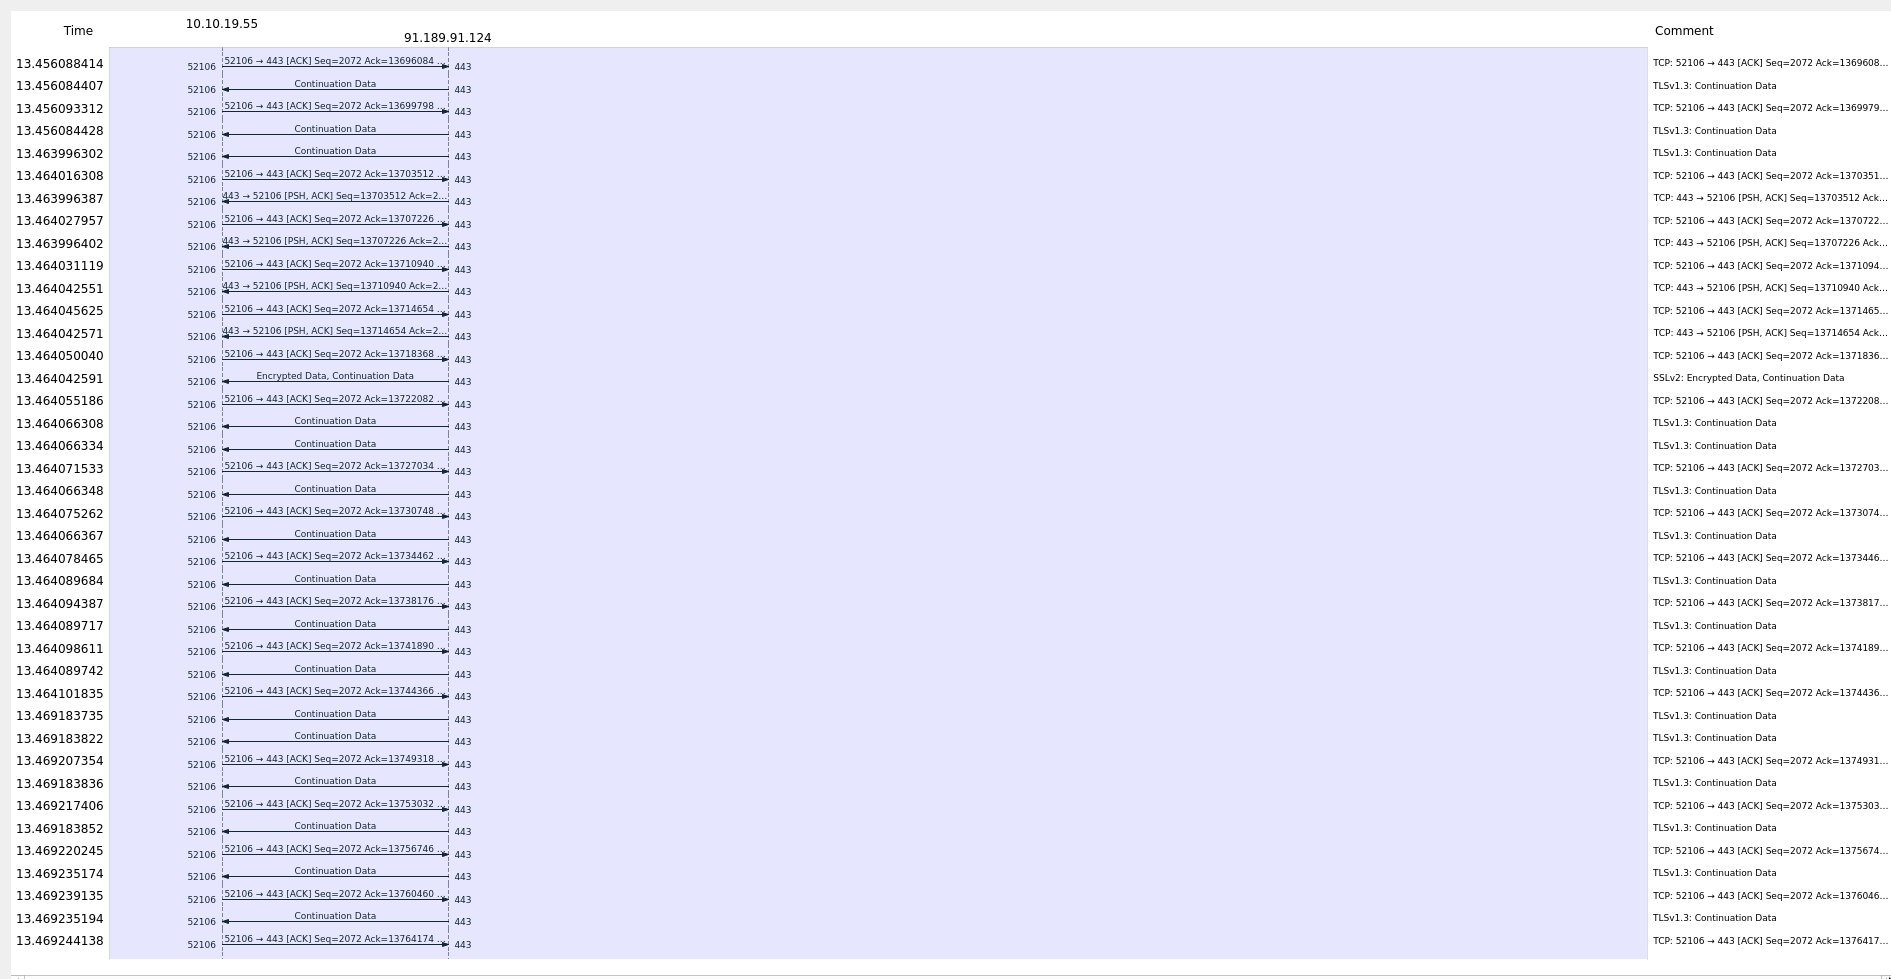 Time 10.10.19.55 91.189.91.124 Comment
13.456088414 52106 52106 → 443 [ACK] Seq=2072 Ack=13696084 ... 443 TCP: 52106 → 443 [ACK] Seq=2072 Ack=1369608...
13.456084407 52106 Continuation Data 443 TLSv1.3: Continuation Data
13.456093312 52106 52106 → 443 [ACK] Seq=2072 Ack=13699798 ... 443 TCP: 52106 → 443 [ACK] Seq=2072 Ack=1369979...
13.456084428 52106 Continuation Data 443 TLSv1.3: Continuation Data
13.463996302 52106 Continuation Data 443 TLSv1.3: Continuation Data
13.464016308 52106 52106 → 443 [ACK] Seq=2072 Ack=13703512 ... 443 TCP: 52106 → 443 [ACK] Seq=2072 Ack=1370351...
13.463996387 52106 443 → 52106 [PSH, ACK] Seq=13703512 Ack=2... 443 TCP: 443 → 52106 [PSH, ACK] Seq=13703512 Ack...
13.464027957 52106 52106 → 443 [ACK] Seq=2072 Ack=13707226 ... 443 TCP: 52106 → 443 [ACK] Seq=2072 Ack=1370722...
13.463996402 52106 443 → 52106 [PSH, ACK] Seq=13707226 Ack=2... 443 TCP: 443 → 52106 [PSH, ACK] Seq=13707226 Ack...
13.464031119 52106 52106 → 443 [ACK] Seq=2072 Ack=13710940 ... 443 TCP: 52106 → 443 [ACK] Seq=2072 Ack=1371094...
13.464042551 52106 443 → 52106 [PSH, ACK] Seq=13710940 Ack=2... 443 TCP: 443 → 52106 [PSH, ACK] Seq=13710940 Ack...
13.464045625 52106 52106 → 443 [ACK] Seq=2072 Ack=13714654 ... 443 TCP: 52106 → 443 [ACK] Seq=2072 Ack=1371465...
13.464042571 52106 443 → 52106 [PSH, ACK] Seq=13714654 Ack=2... 443 TCP: 443 → 52106 [PSH, ACK] Seq=13714654 Ack...
13.464050040 52106 52106 → 443 [ACK] Seq=2072 Ack=13718368 ... 443 TCP: 52106 → 443 [ACK] Seq=2072 Ack=1371836...
13.464042591 52106 Encrypted Data, Continuation Data 443 SSLv2: Encrypted Data, Continuation Data
13.464055186 52106 52106 → 443 [ACK] Seq=2072 Ack=13722082 ... 443 TCP: 52106 → 443 [ACK] Seq=2072 Ack=1372208...
13.464066308 52106 Continuation Data 443 TLSv1.3: Continuation Data
13.464066334 52106 Continuation Data 443 TLSv1.3: Continuation Data
13.464071533 52106 52106 → 443 [ACK] Seq=2072 Ack=13727034 ... 443 TCP: 52106 → 443 [ACK] Seq=2072 Ack=1372703...
13.464066348 52106 Continuation Data 443 TLSv1.3: Continuation Data
13.464075262 52106 52106 → 443 [ACK] Seq=2072 Ack=13730748 ... 443 TCP: 52106 → 443 [ACK] Seq=2072 Ack=1373074...
13.464066367 52106 Continuation Data 443 TLSv1.3: Continuation Data
13.464078465 52106 52106 → 443 [ACK] Seq=2072 Ack=13734462 ... 443 TCP: 52106 → 443 [ACK] Seq=2072 Ack=1373446...
13.464089684 52106 Continuation Data 443 TLSv1.3: Continuation Data
13.464094387 52106 52106 → 443 [ACK] Seq=2072 Ack=13738176 ... 443 TCP: 52106 → 443 [ACK] Seq=2072 Ack=1373817...
13.464089717 52106 Continuation Data 443 TLSv1.3: Continuation Data
13.464098611 52106 52106 → 443 [ACK] Seq=2072 Ack=13741890 ... 443 TCP: 52106 → 443 [ACK] Seq=2072 Ack=1374189...
13.464089742 52106 Continuation Data 443 TLSv1.3: Continuation Data
13.464101835 52106 52106 → 443 [ACK] Seq=2072 Ack=13744366 ... 443 TCP: 52106 → 443 [ACK] Seq=2072 Ack=1374436...
13.469183735 52106 Continuation Data 443 TLSv1.3: Continuation Data
13.469183822 52106 Continuation Data 443 TLSv1.3: Continuation Data
13.469207354 52106 52106 → 443 [ACK] Seq=2072 Ack=13749318 ... 443 TCP: 52106 → 443 [ACK] Seq=2072 Ack=1374931...
13.469183836 52106 Continuation Data 443 TLSv1.3: Continuation Data
13.469217406 52106 52106 → 443 [ACK] Seq=2072 Ack=13753032 ... 443 TCP: 52106 → 443 [ACK] Seq=2072 Ack=1375303...
13.469183852 52106 Continuation Data 443 TLSv1.3: Continuation Data
13.469220245 52106 52106 → 443 [ACK] Seq=2072 Ack=13756746 ... 443 TCP: 52106 → 443 [ACK] Seq=2072 Ack=1375674...
13.469235174 52106 Continuation Data 443 TLSv1.3: Continuation Data
13.469239135 52106 52106 → 443 [ACK] Seq=2072 Ack=13760460 ... 443 TCP: 52106 → 443 [ACK] Seq=2072 Ack=1376046...
13.469235194 52106 Continuation Data 443 TLSv1.3: Continuation Data
13.469244138 52106 52106 → 443 [ACK] Seq=2072 Ack=13764174 ... 443 TCP: 52106 → 443 [ACK] Seq=2072 Ack=1376417...